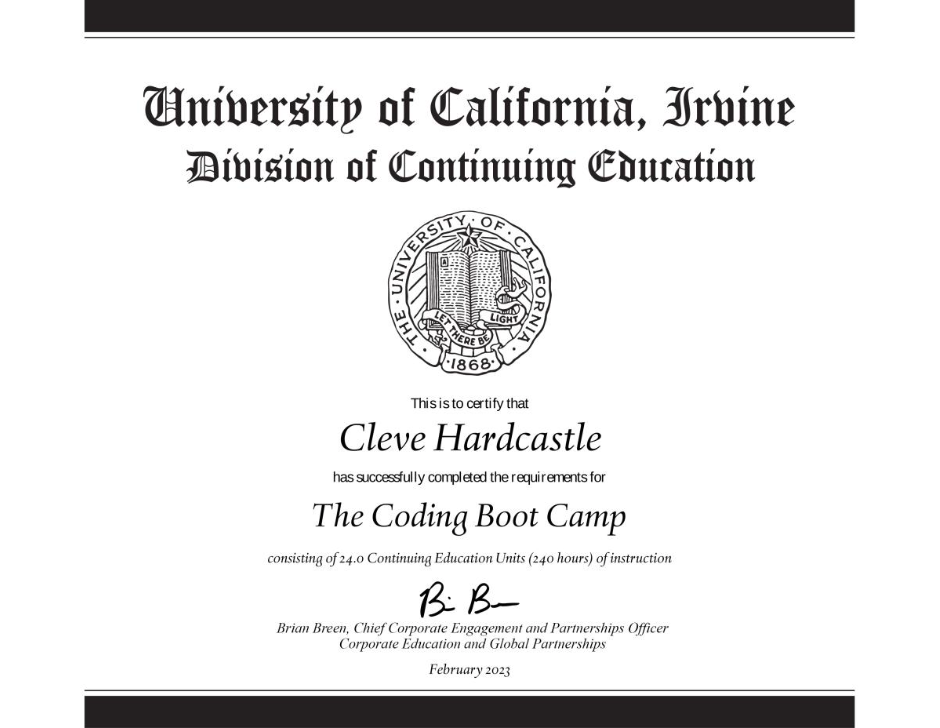 University of California, Irvine
Division of Continuing Education
THE · UNIVERSITY · OF · CALIFORNIA ·
A
LET THERE BE LIGHT
·1868·
This is to certify that
Cleve Hardcastle
has successfully completed the requirements for
The Coding Boot Camp
consisting of 24.0 Continuing Education Units (240 hours) of instruction
Brian Breen, Chief Corporate Engagement and Partnerships Officer
Corporate Education and Global Partnerships
February 2023